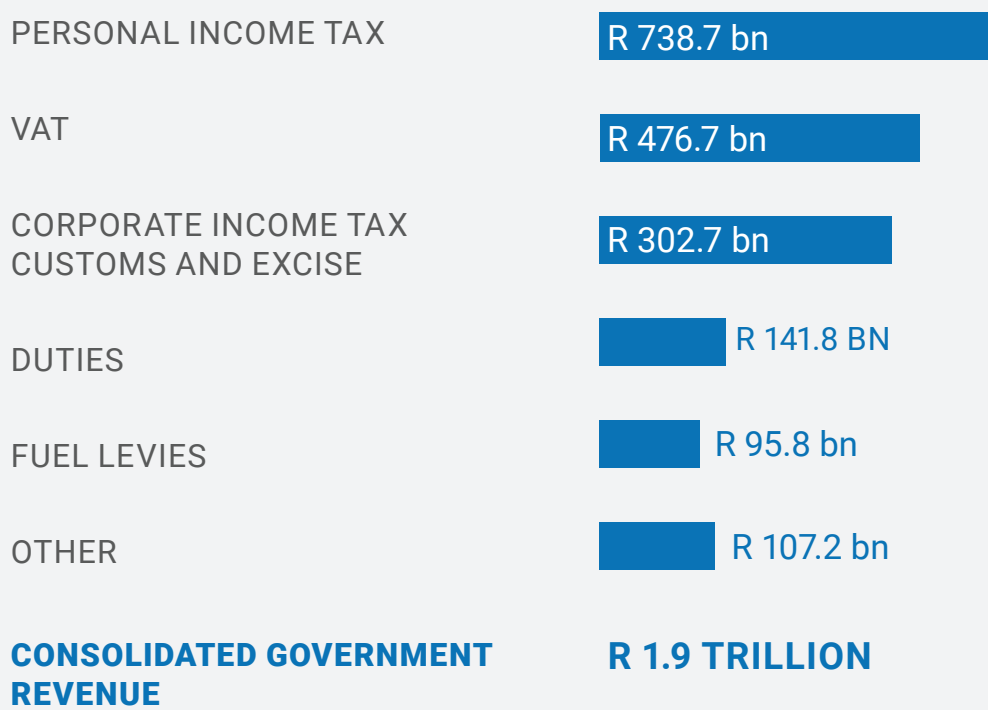 PERSONAL INCOME TAX
R 738.7 bn
VAT
R 476.7 bn
CORPORATE INCOME TAX
CUSTOMS AND EXCISE
R 302.7 bn
DUTIES
R 141.8 BN
FUEL LEVIES
R 95.8 bn
OTHER
R 107.2 bn
CONSOLIDATED GOVERNMENT
REVENUE
R 1.9 TRILLION